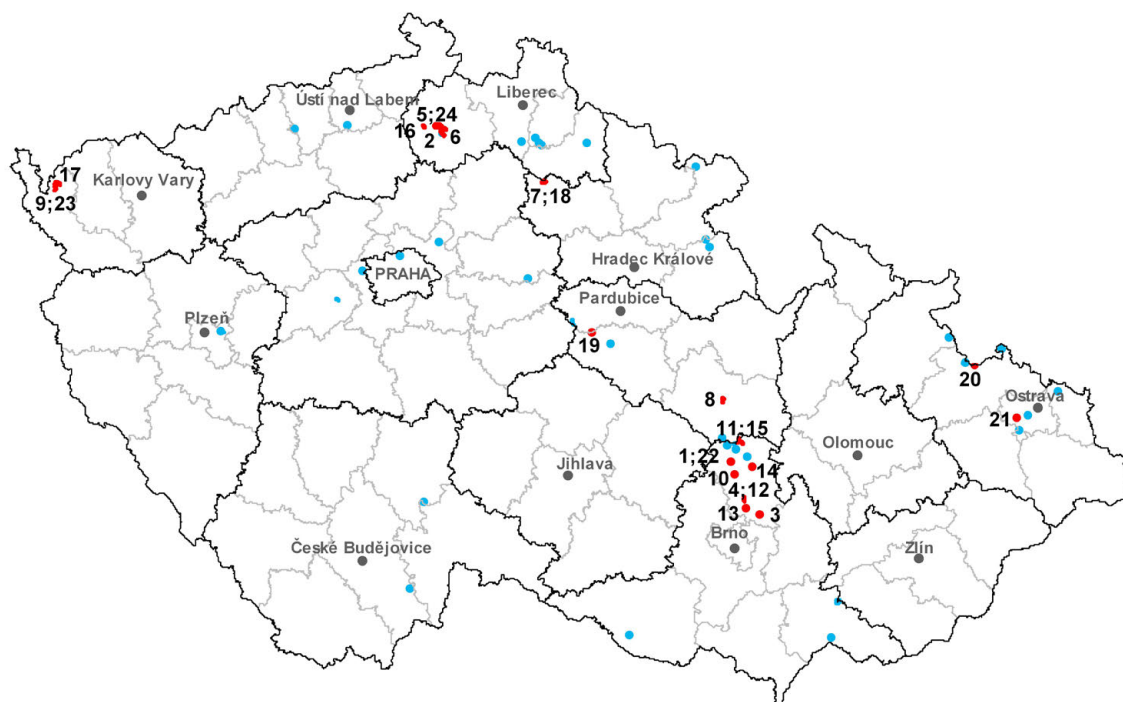 Liberec
Ústí nad Labem
5;24
16
2
6
17
Karlovy Vary
9;23
7;18
Hradec Králové
PRAHA
Pardubice
Plzeň
19
20
8
Ostrava
21
11;15
Olomouc
1;22
14
Jihlava
10
4;12
13
3
Brno
České Budějovice
Zlín